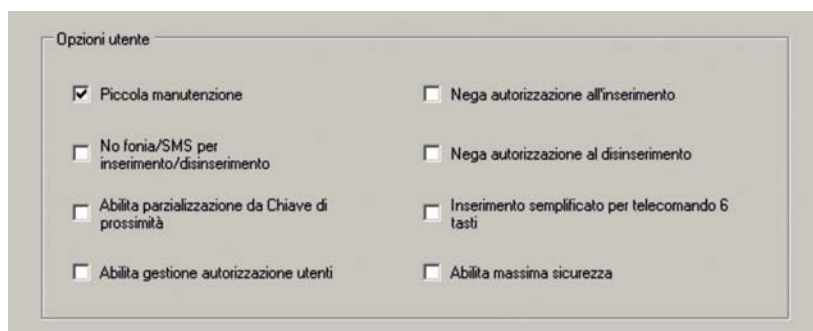 Opzioni utente
Piccola manutenzione
Nega autorizzazione all'inserimento
No fonia/SMS per
inserimento/disinserimento
Nega autorizzazione al disinserimento
Abilita parzializzazione da Chiave di
prossimità
Inserimento semplificato per telecomando 6
tasti
Abilita gestione autorizzazione utenti
Abilita massima sicurezza